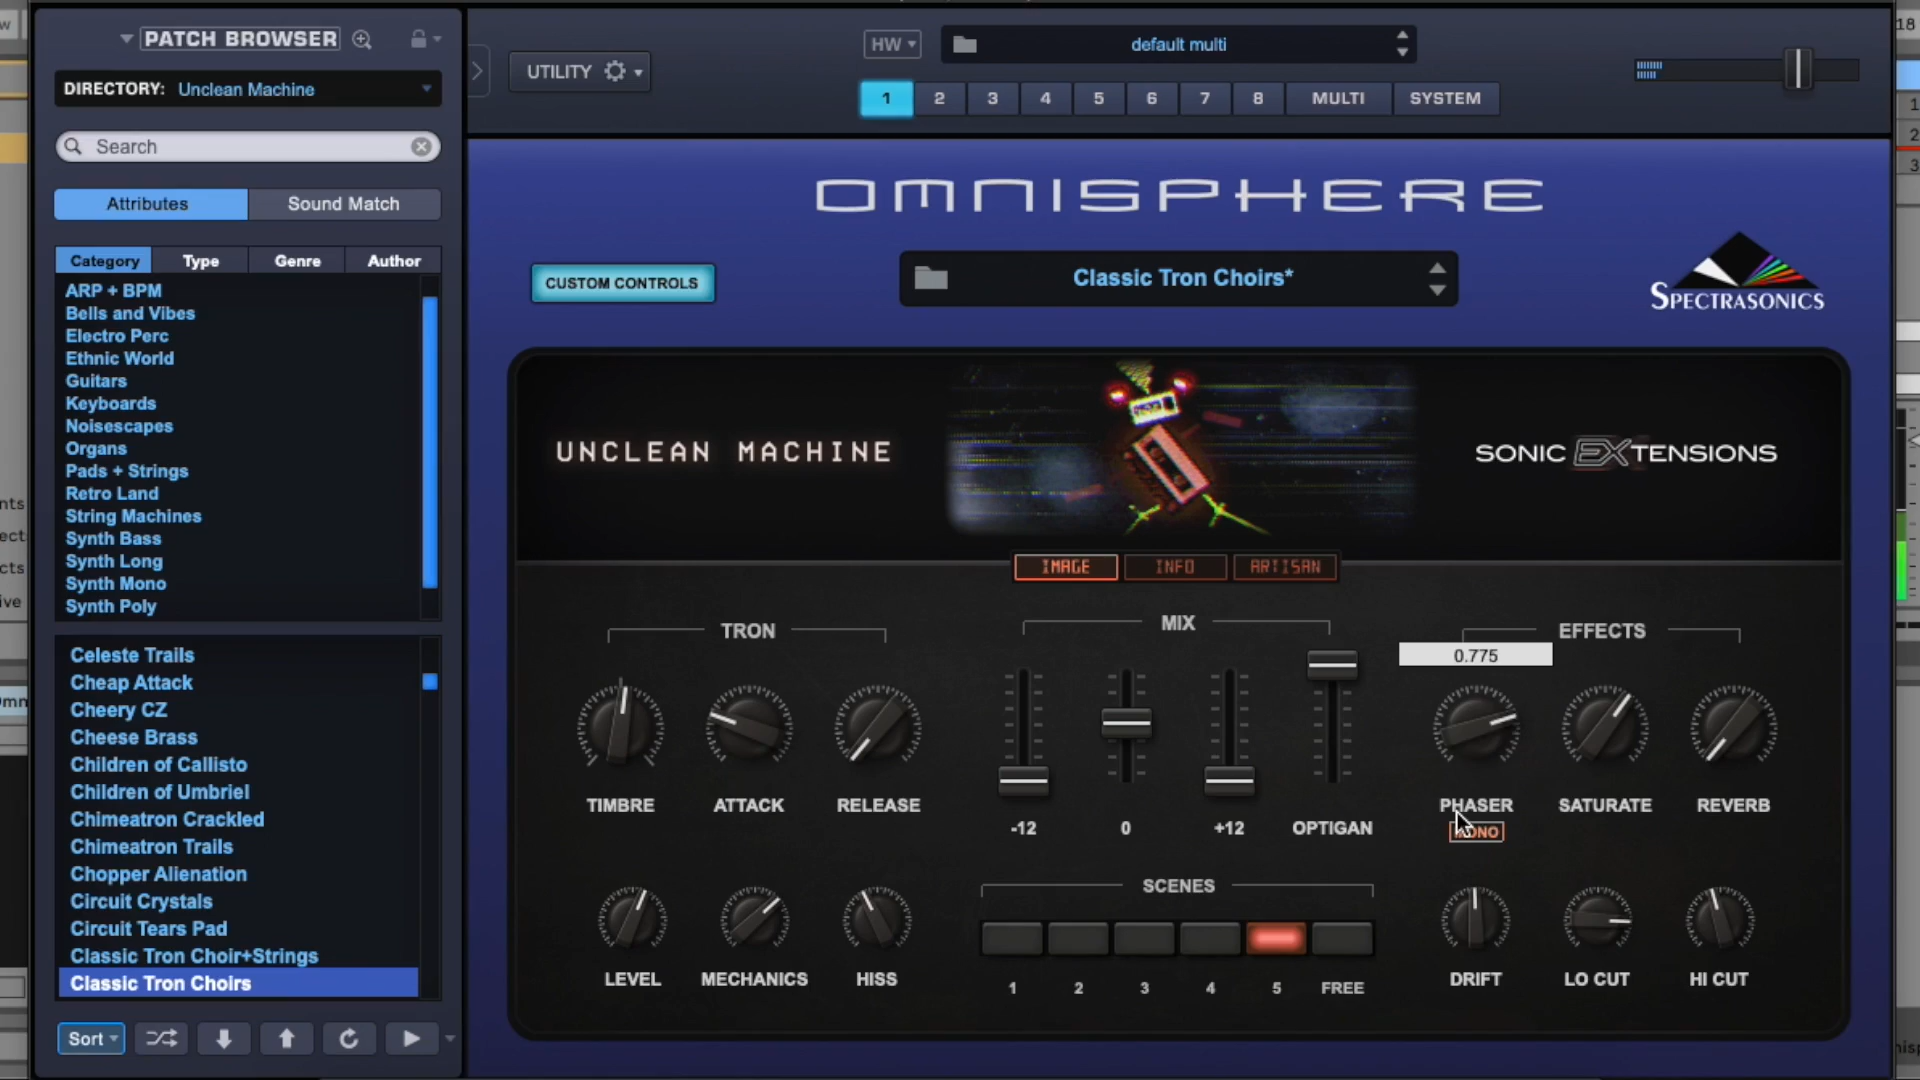 PATCH BROWSER
DIRECTORY: Unclean Machine
Search
Attributes
Sound Match
Category
Type
Genre
Author
ARP + BPM
Bells and Vibes
Electro Perc
Ethnic World
Guitars
Keyboards
Noisescapes
Organs
Pads + Strings
Retro Land
String Machines
Synth Bass
Synth Long
Synth Mono
Synth Poly
Celeste Trails
Cheap Attack
Cheery CZ
Cheese Brass
Children of Callisto
Children of Umbriel
Chimeatron Crackled
Chimeatron Trails
Chopper Alienation
Circuit Crystals
Circuit Tears Pad
Classic Tron Choir+Strings
Classic Tron Choirs
Sort
UTILITY
HW
default multi
1 2 3 4 5 6 7 8 MULTI SYSTEM
OMNISPHERE
CUSTOM CONTROLS
Classic Tron Choirs*
SPECTRASONICS
UNCLEAN MACHINE
SONIC EXTENSIONS
IMAGE
INFO
ARTISAN
TRON
MIX
EFFECTS
0.775
TIMBRE
ATTACK
RELEASE
-12
0
+12
OPTIGAN
PHASER
SATURATE
REVERB
MONO
SCENES
LEVEL
MECHANICS
HISS
1 2 3 4 5 FREE
DRIFT
LO CUT
HI CUT
18
1
2
3